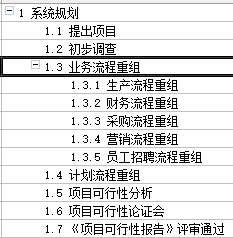 1 系统规划
1.1 提出项目
1.2 初步调查
1.3 业务流程重组
1.3.1 生产流程重组
1.3.2 财务流程重组
1.3.3 采购流程重组
1.3.4 营销流程重组
1.3.5 员工招聘流程重组
1.4 计划流程重组
1.5 项目可行性分析
1.6 项目可行性论证会
1.7 《项目可行性报告》评审通过